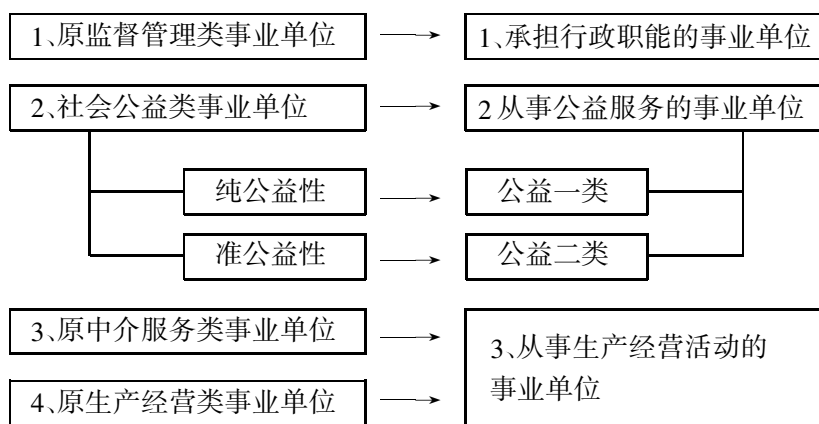 1、原监督管理类事业单位
1、承担行政职能的事业单位
2、社会公益类事业单位
2从事公益服务的事业单位
纯公益性
公益一类
准公益性
公益二类
3、原中介服务类事业单位
3、从事生产经营活动的
事业单位
4、原生产经营类事业单位